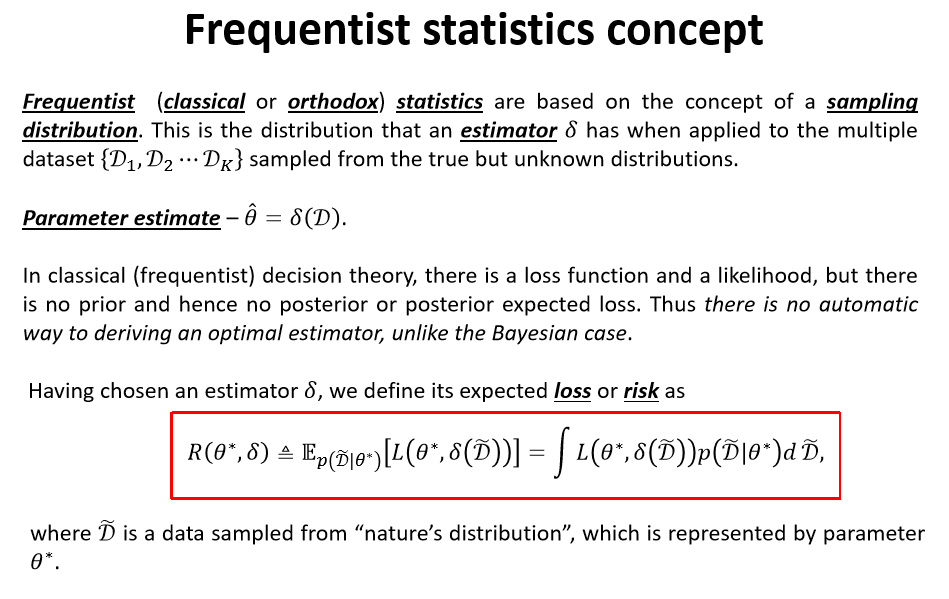 Frequentist statistics concept
Frequentist (classical or orthodox) statistics are based on the concept of a sampling
distribution. This is the distribution that an estimator δ has when applied to the multiple
dataset {𝒟₁, 𝒟₂ ⋯ 𝒟_K} sampled from the true but unknown distributions.
Parameter estimate – θ̂ = δ(𝒟).
In classical (frequentist) decision theory, there is a loss function and a likelihood, but there
is no prior and hence no posterior or posterior expected loss. Thus there is no automatic
way to deriving an optimal estimator, unlike the Bayesian case.
Having chosen an estimator δ, we define its expected loss or risk as
R(θ*, δ) ≜ 𝔼_p(𝒟̃|θ*)[L(θ*, δ(𝒟̃))] = ∫ L(θ*, δ(𝒟̃))p(𝒟̃|θ*)d 𝒟̃,
where 𝒟̃ is a data sampled from “nature’s distribution”, which is represented by parameter
θ*.